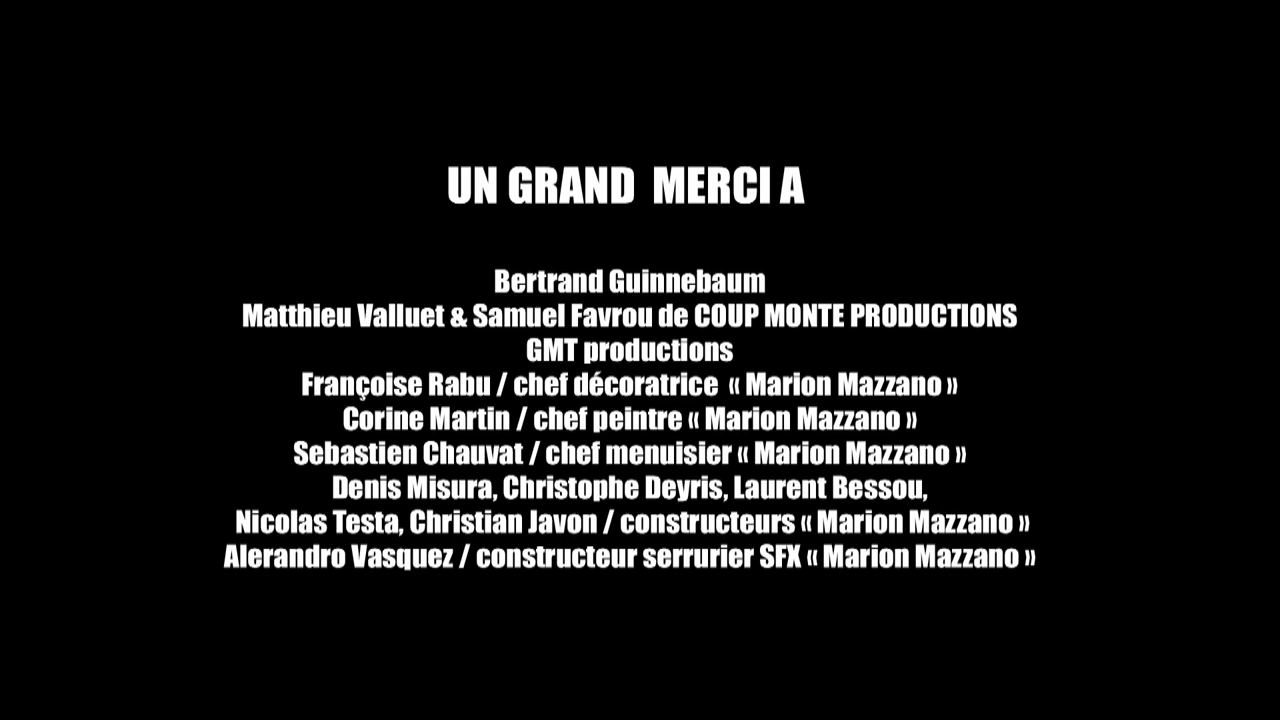 UN GRAND MERCI A
Bertrand Guinnebaum
Matthieu Valluet & Samuel Favrou de COUP MONTE PRODUCTIONS
GMT productions
Françoise Rabu / chef décoratrice « Marion Mazzano »
Corine Martin / chef peintre « Marion Mazzano »
Sebastien Chauvat / chef menuisier « Marion Mazzano »
Denis Misura, Christophe Deyris, Laurent Bessou,
Nicolas Testa, Christian Javon / constructeurs « Marion Mazzano »
Alerandro Vasquez / constructeur serrurier SFX « Marion Mazzano »